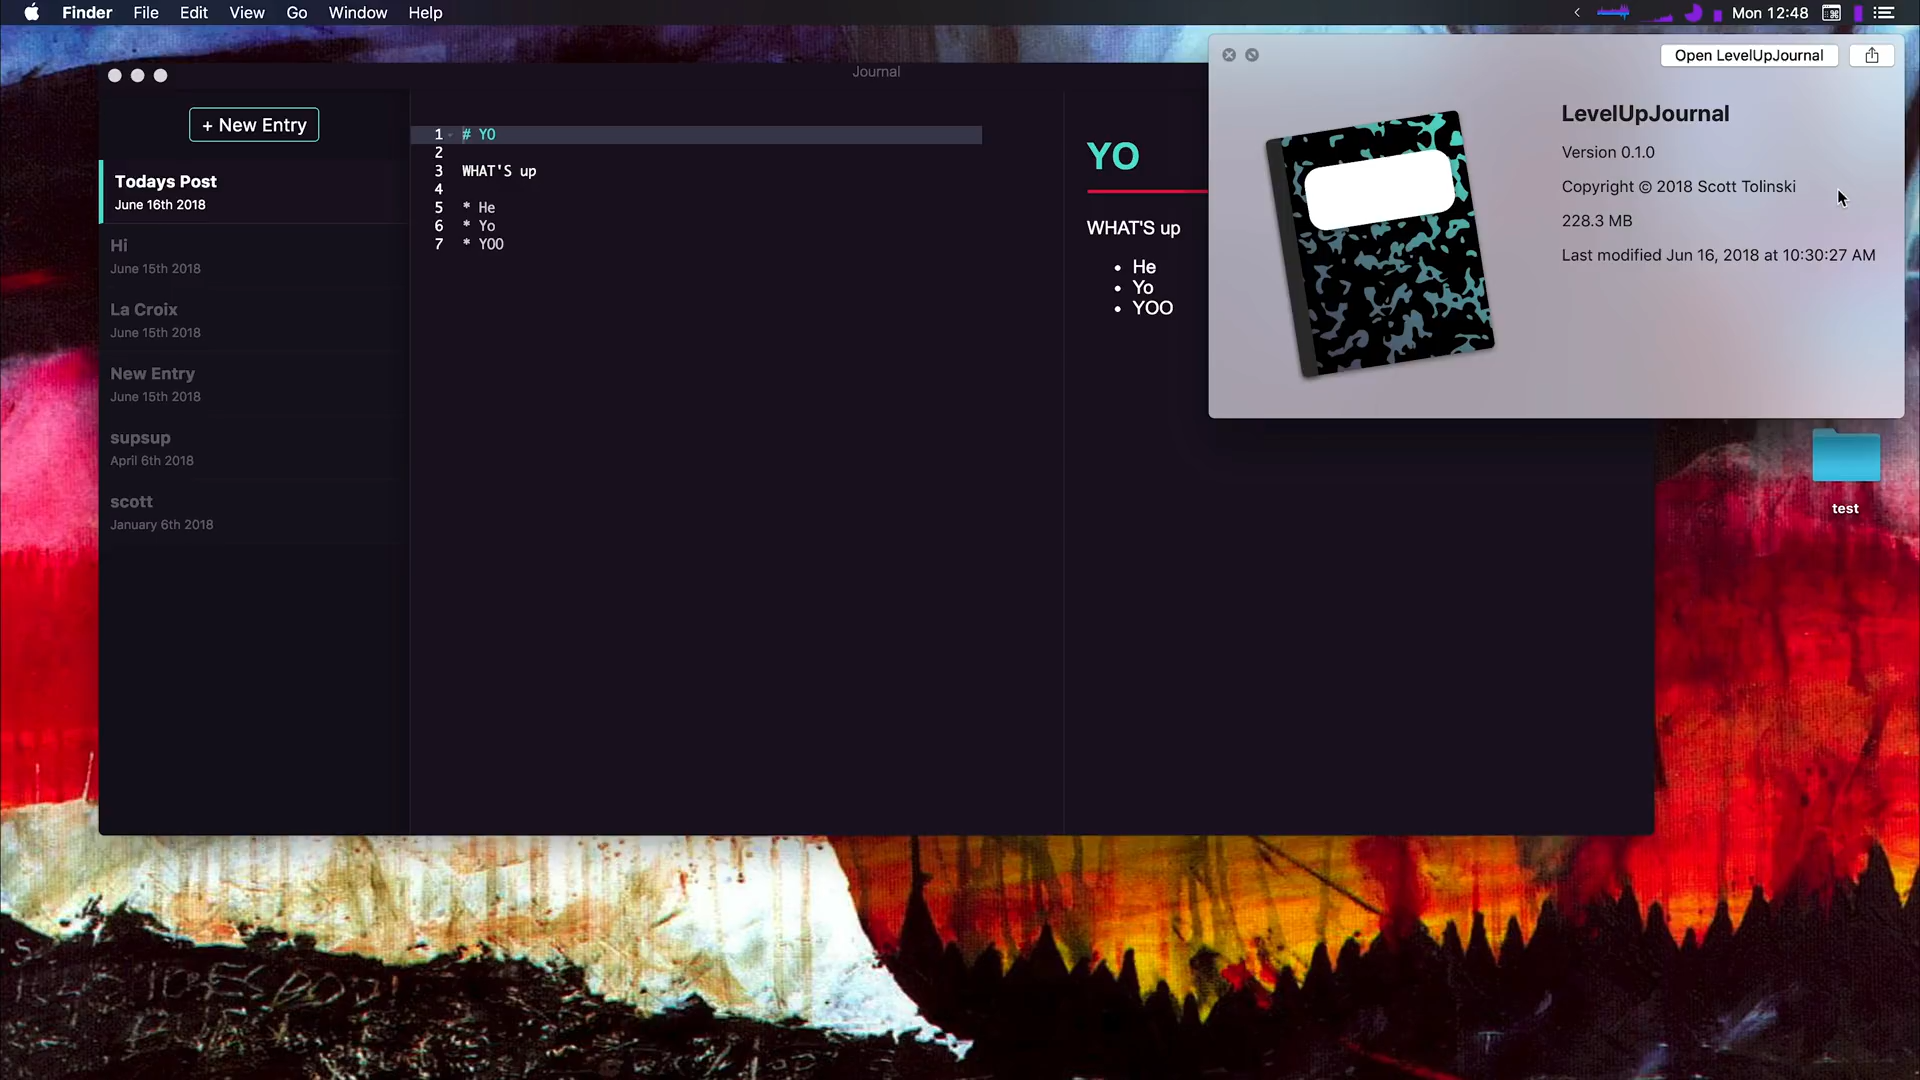 Finder File Edit View Go Window Help
Mon 12:48
Journal
+ New Entry
Todays Post
June 16th 2018
Hi
June 15th 2018
La Croix
June 15th 2018
New Entry
June 15th 2018
supsup
April 6th 2018
scott
January 6th 2018
1 # YO
2
3 WHAT'S up
4
5 * He
6 * Yo
7 * YOO
YO
WHAT'S up
• He
• Yo
• YOO
Open LevelUpJournal
LevelUpJournal
Version 0.1.0
Copyright © 2018 Scott Tolinski
228.3 MB
Last modified Jun 16, 2018 at 10:30:27 AM
test